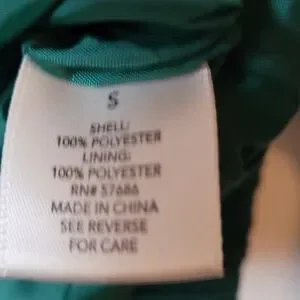 S
SHELL:
100% POLYESTER
LINING:
100% POLYESTER
RN# 57686
MADE IN CHINA
SEE REVERSE
FOR CARE